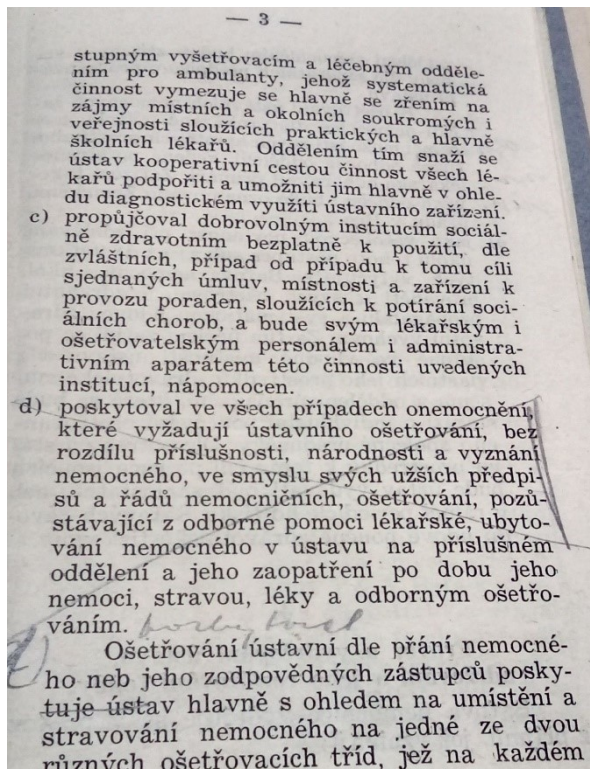 — 3 —
stupným vyšetřovacím a léčebným odděle-
ním pro ambulanty, jehož systematická
činnost vymezuje se hlavně se zřením na
zájmy místních a okolních soukromých i
veřejnosti sloužících praktických a hlavně
školních lékařů. Oddělením tím snaží se
ústav kooperativní cestou činnost všech lé-
kařů podpořiti a umožniti jim hlavně v ohle-
du diagnostickém využíti ústavního zařízení.
c) propůjčoval dobrovolným institucím sociál-
ně zdravotním bezplatně k použití, dle
zvláštních, případ od případu k tomu cíli
sjednaných úmluv, místnosti a zařízení k
provozu poraden, sloužících k potírání soci-
álních chorob, a bude svým lékařským i
ošetřovatelským personálem i administra-
tivním aparátem této činnosti uvedených
institucí, nápomocen.
d) poskytoval ve všech případech onemocnění,
které vyžadují ústavního ošetřování, bez
rozdílu příslušnosti, národnosti a vyznání
nemocného, ve smyslu svých užších předpi-
sů a řádů nemocničních, ošetřování, pozů-
stávající z odborné pomoci lékařské, ubyto-
vání nemocného v ústavu na příslušném
oddělení a jeho zaopatření po dobu jeho
nemoci, stravou, léky a odborným ošetřo-
váním.
Ošetřování ústavní dle přání nemocné-
ho neb jeho zodpovědných zástupců posky-
tuje ústav hlavně s ohledem na umístění a
stravování nemocného na jedné ze dvou
různých ošetřovacích tříd, jež na každém